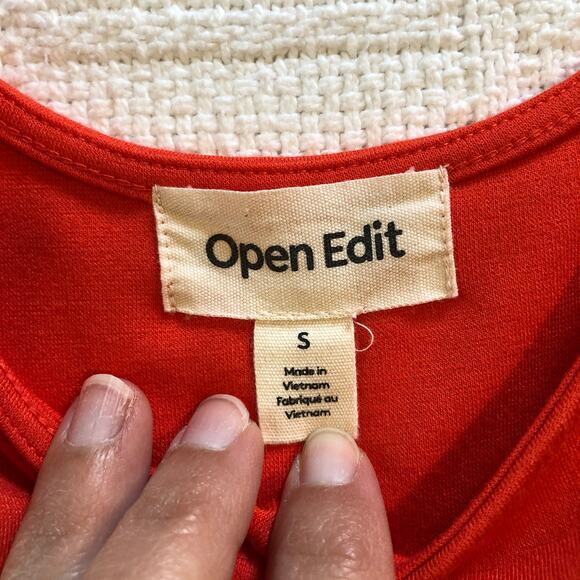 Open Edit
S
Made in
Vietnam
Fabriqué au
Vietnam